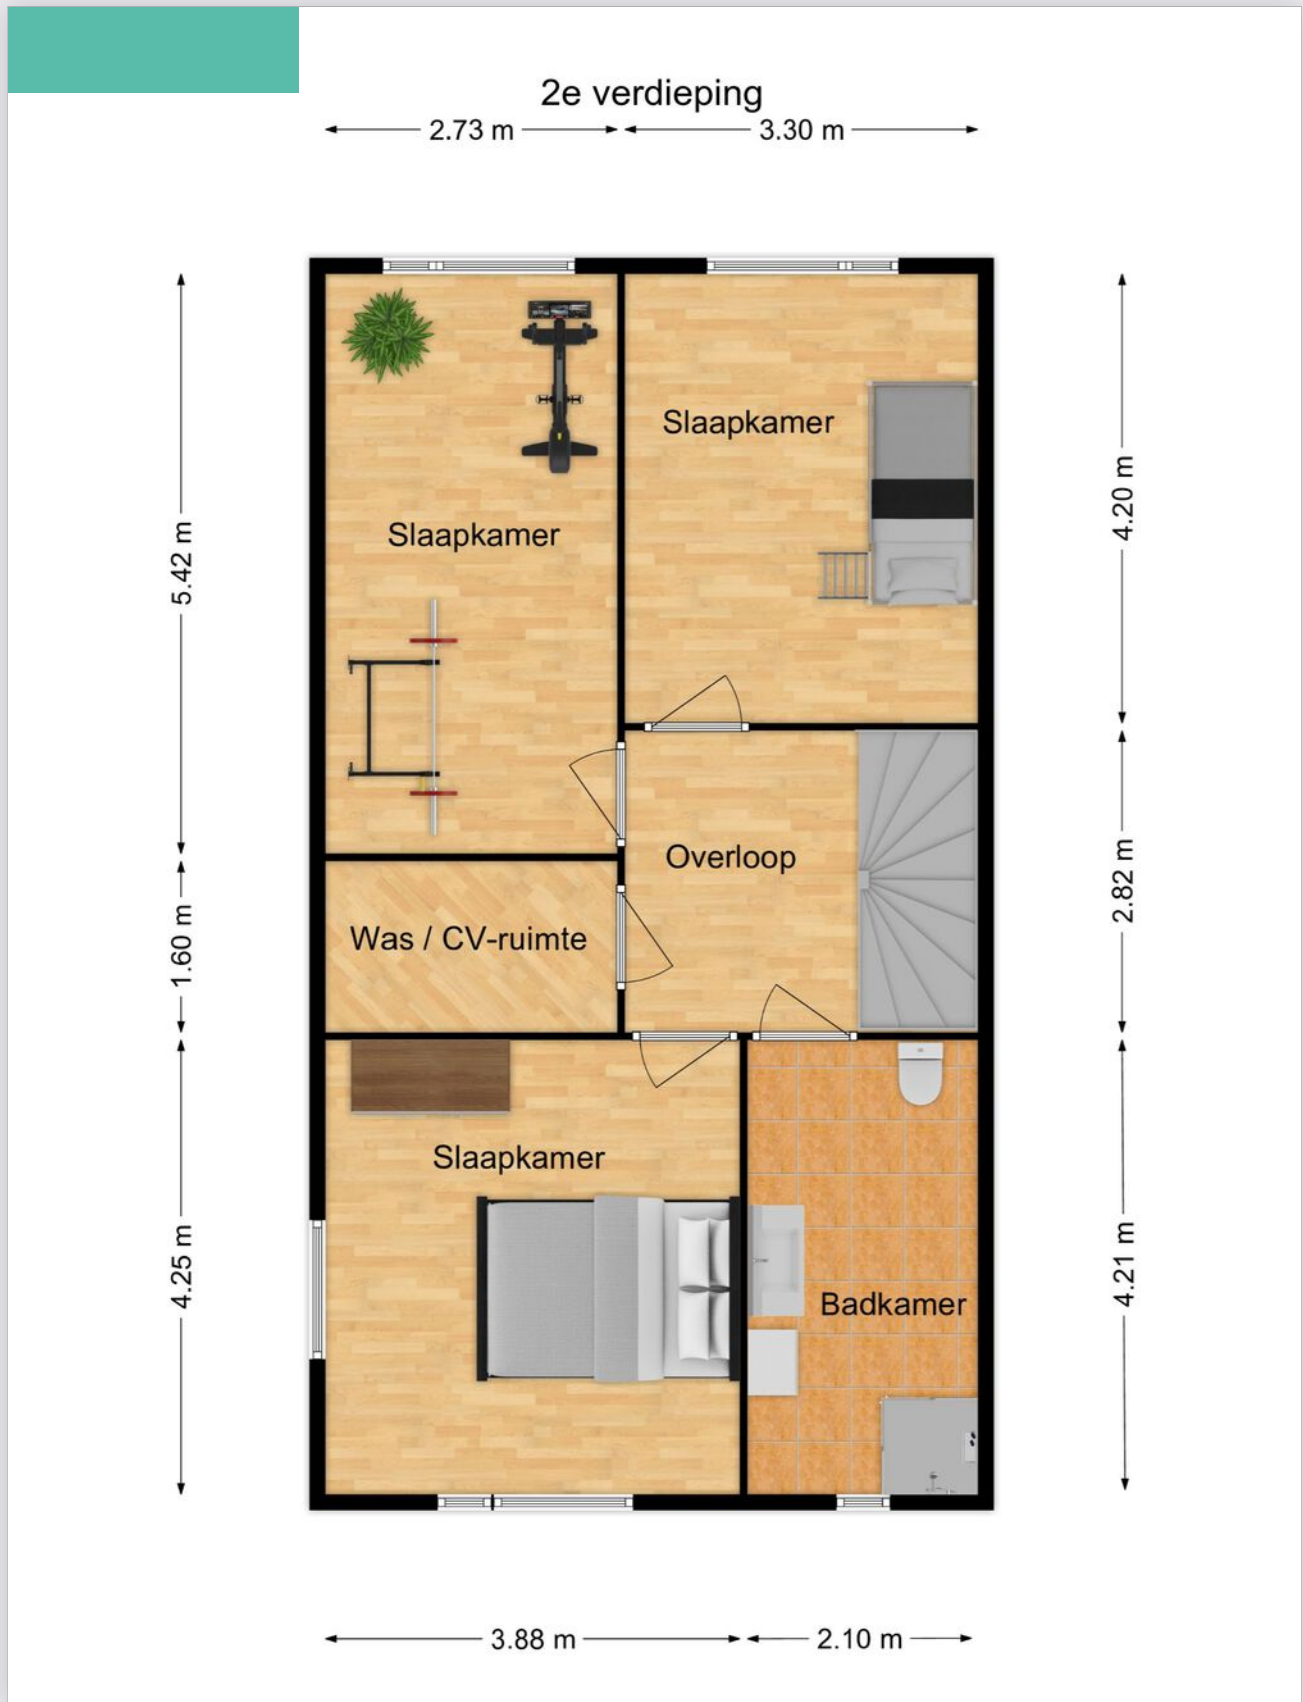 2e verdieping
2.73 m
3.30 m
Slaapkamer
4.20 m
Slaapkamer
5.42 m
Overloop
2.82 m
Was / CV-ruimte
1.60 m
Slaapkamer
4.25 m
4.21 m
Badkamer
3.88 m
2.10 m